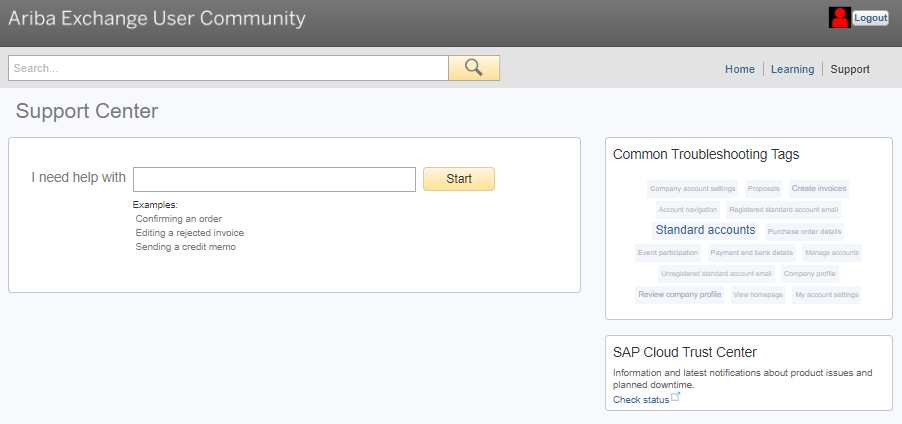 Ariba Exchange User Community
Logout
Search...
Home Learning Support
Support Center
I need help with
Start
Examples:
Confirming an order
Editing a rejected invoice
Sending a credit memo
Common Troubleshooting Tags
Company account settings Proposals Create invoices
Account navigation Registered standard account email
Standard accounts Purchase order details
Event participation Payment and bank details Manage accounts
Unregistered standard account email Company profile
Review company profile View homepage My account settings
SAP Cloud Trust Center
Information and latest notifications about product issues and
planned downtime.
Check status